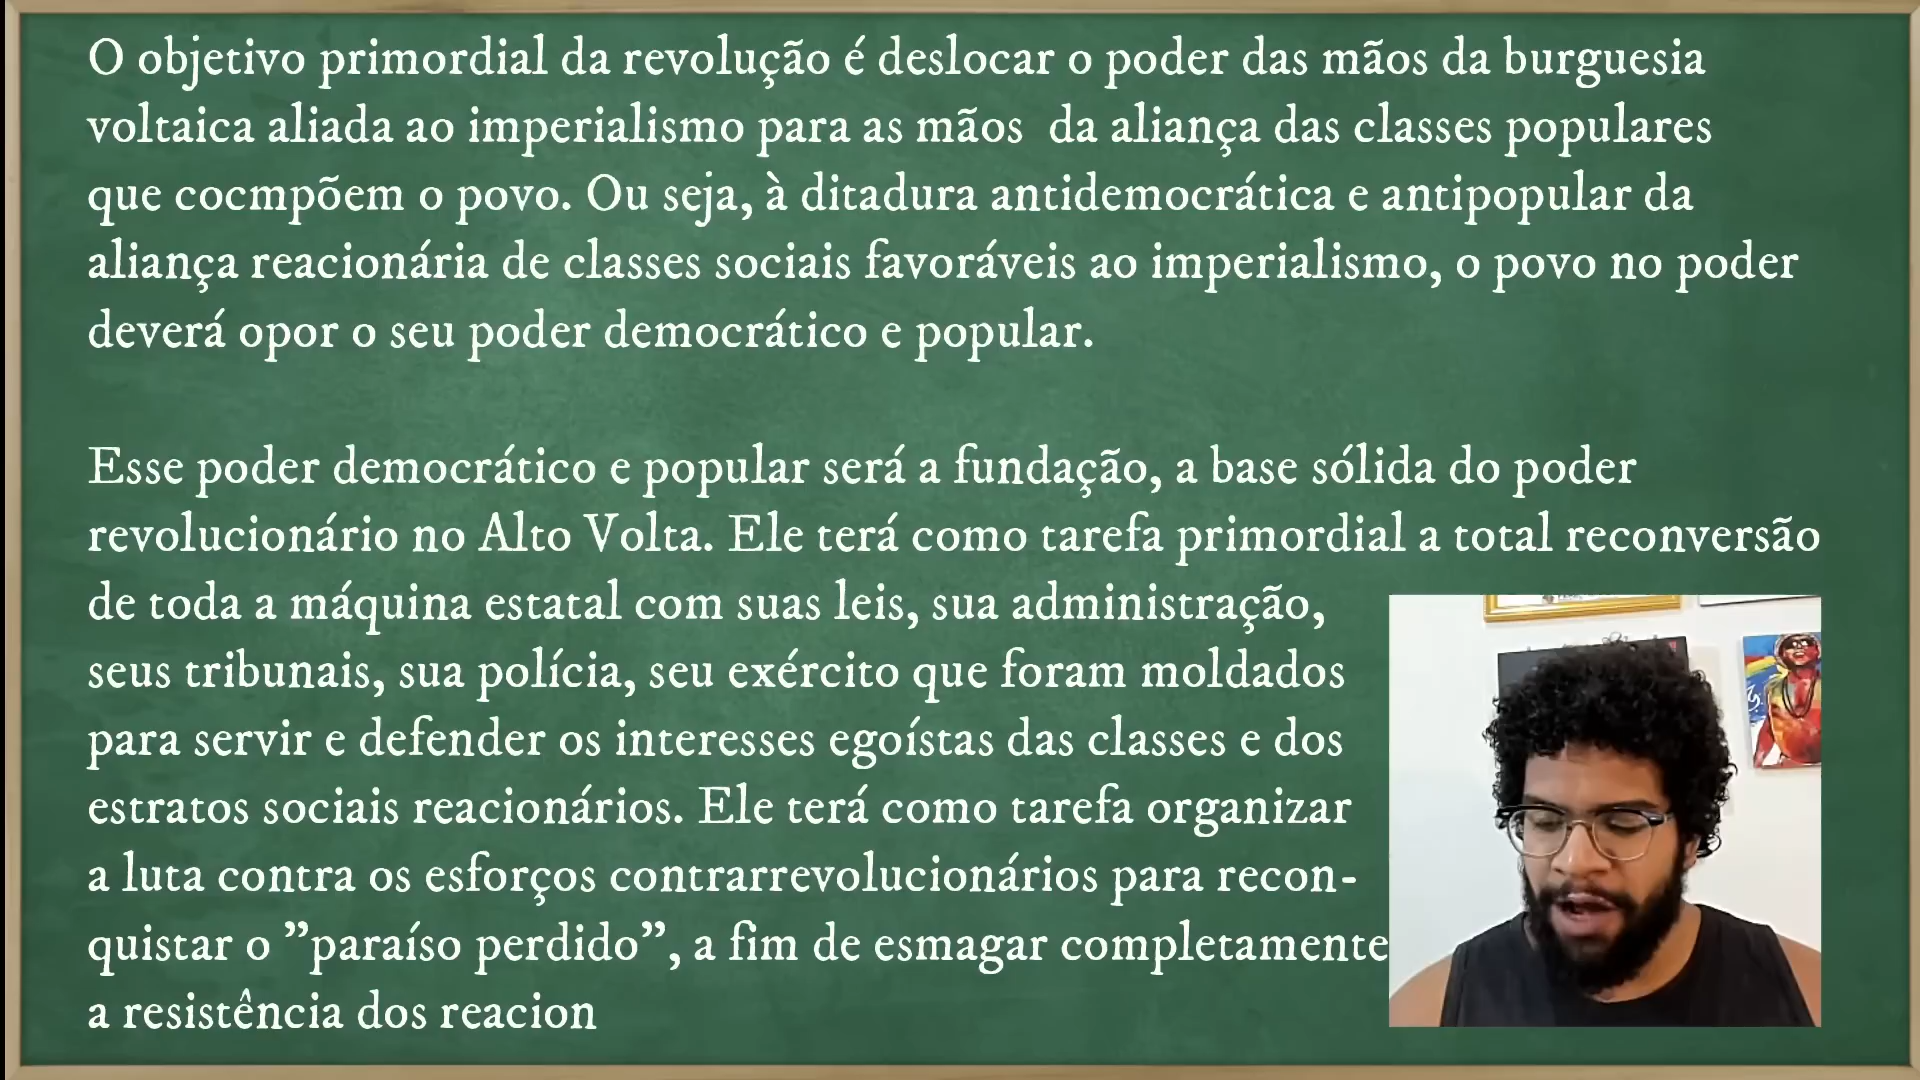 O objetivo primordial da revolução é deslocar o poder das mãos da burguesia
voltaica aliada ao imperialismo para as mãos da aliança das classes populares
que cocmpõem o povo. Ou seja, à ditadura antidemocrática e antipopular da
aliança reacionária de classes sociais favoráveis ao imperialismo, o povo no poder
deverá opor o seu poder democrático e popular.
Esse poder democrático e popular será a fundação, a base sólida do poder
revolucionário no Alto Volta. Ele terá como tarefa primordial a total reconversão
de toda a máquina estatal com suas leis, sua administração,
seus tribunais, sua polícia, seu exército que foram moldados
para servir e defender os interesses egoístas das classes e dos
estratos sociais reacionários. Ele terá como tarefa organizar
a luta contra os esforços contrarrevolucionários para recon-
quistar o ”paraíso perdido”, a fim de esmagar completamente
a resistência dos reacion